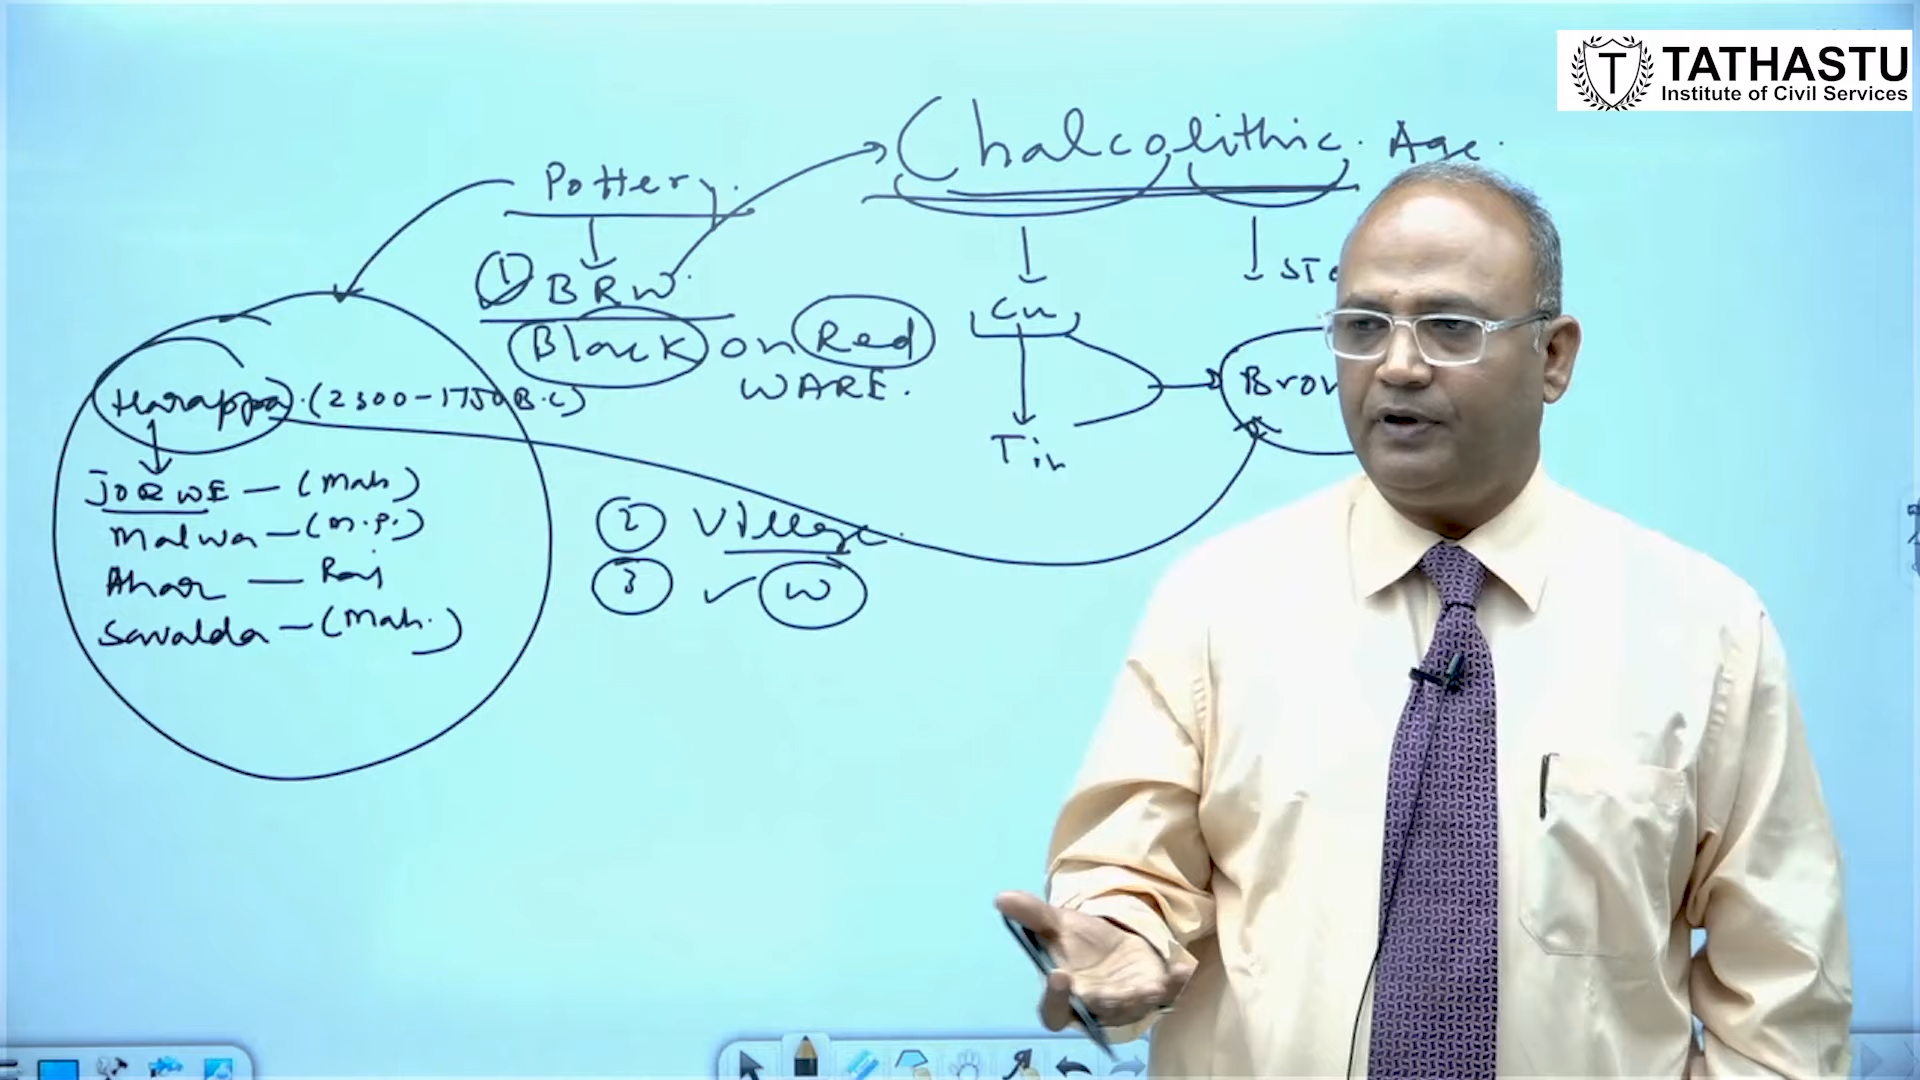 T TATHASTU
Institute of Civil Services
Chalcolithic Age.
Pottery.
① BRW.
Black on Red
WARE.
Cu
Tin
Harappa. (2300-1750 B.C)
JORWE - (Mah)
Malwa - (M.P.)
Ahar - Raj
Savalda - (Mah.)
② Village.
③ ✓ W